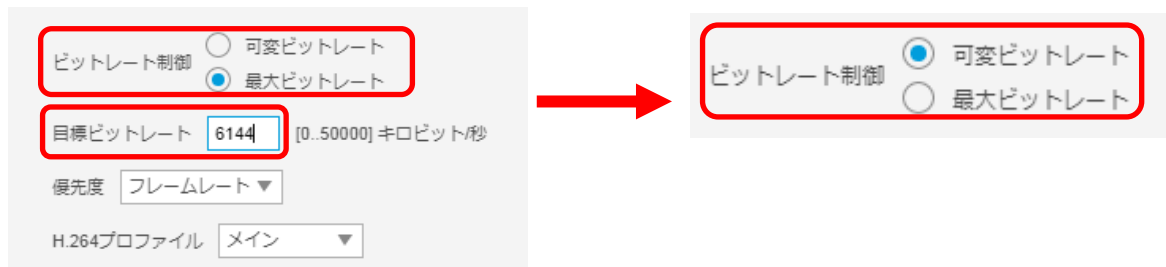 ビットレート制御
可変ビットレート
最大ビットレート
目標ビットレート 6144 [0..50000] キロビット/秒
優先度 フレームレート ▼
H.264プロファイル メイン ▼
ビットレート制御
可変ビットレート
最大ビットレート